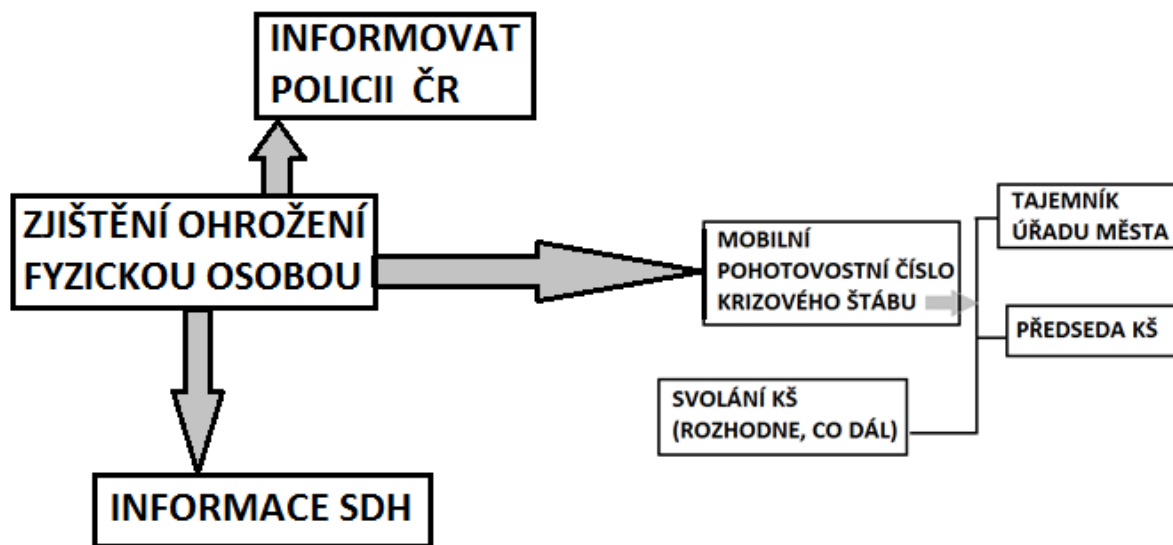 INFORMOVAT
POLICII ČR
ZJIŠTĚNÍ OHROŽENÍ
FYZICKOU OSOBOU
INFORMACE SDH
MOBILNÍ
POHOTOVOSTNÍ ČÍSLO
KRIZOVÉHO ŠTÁBU
TAJEMNÍK
ÚŘADU MĚSTA
PŘEDSEDA KŠ
SVOLÁNÍ KŠ
(ROZHODNE, CO DÁL)